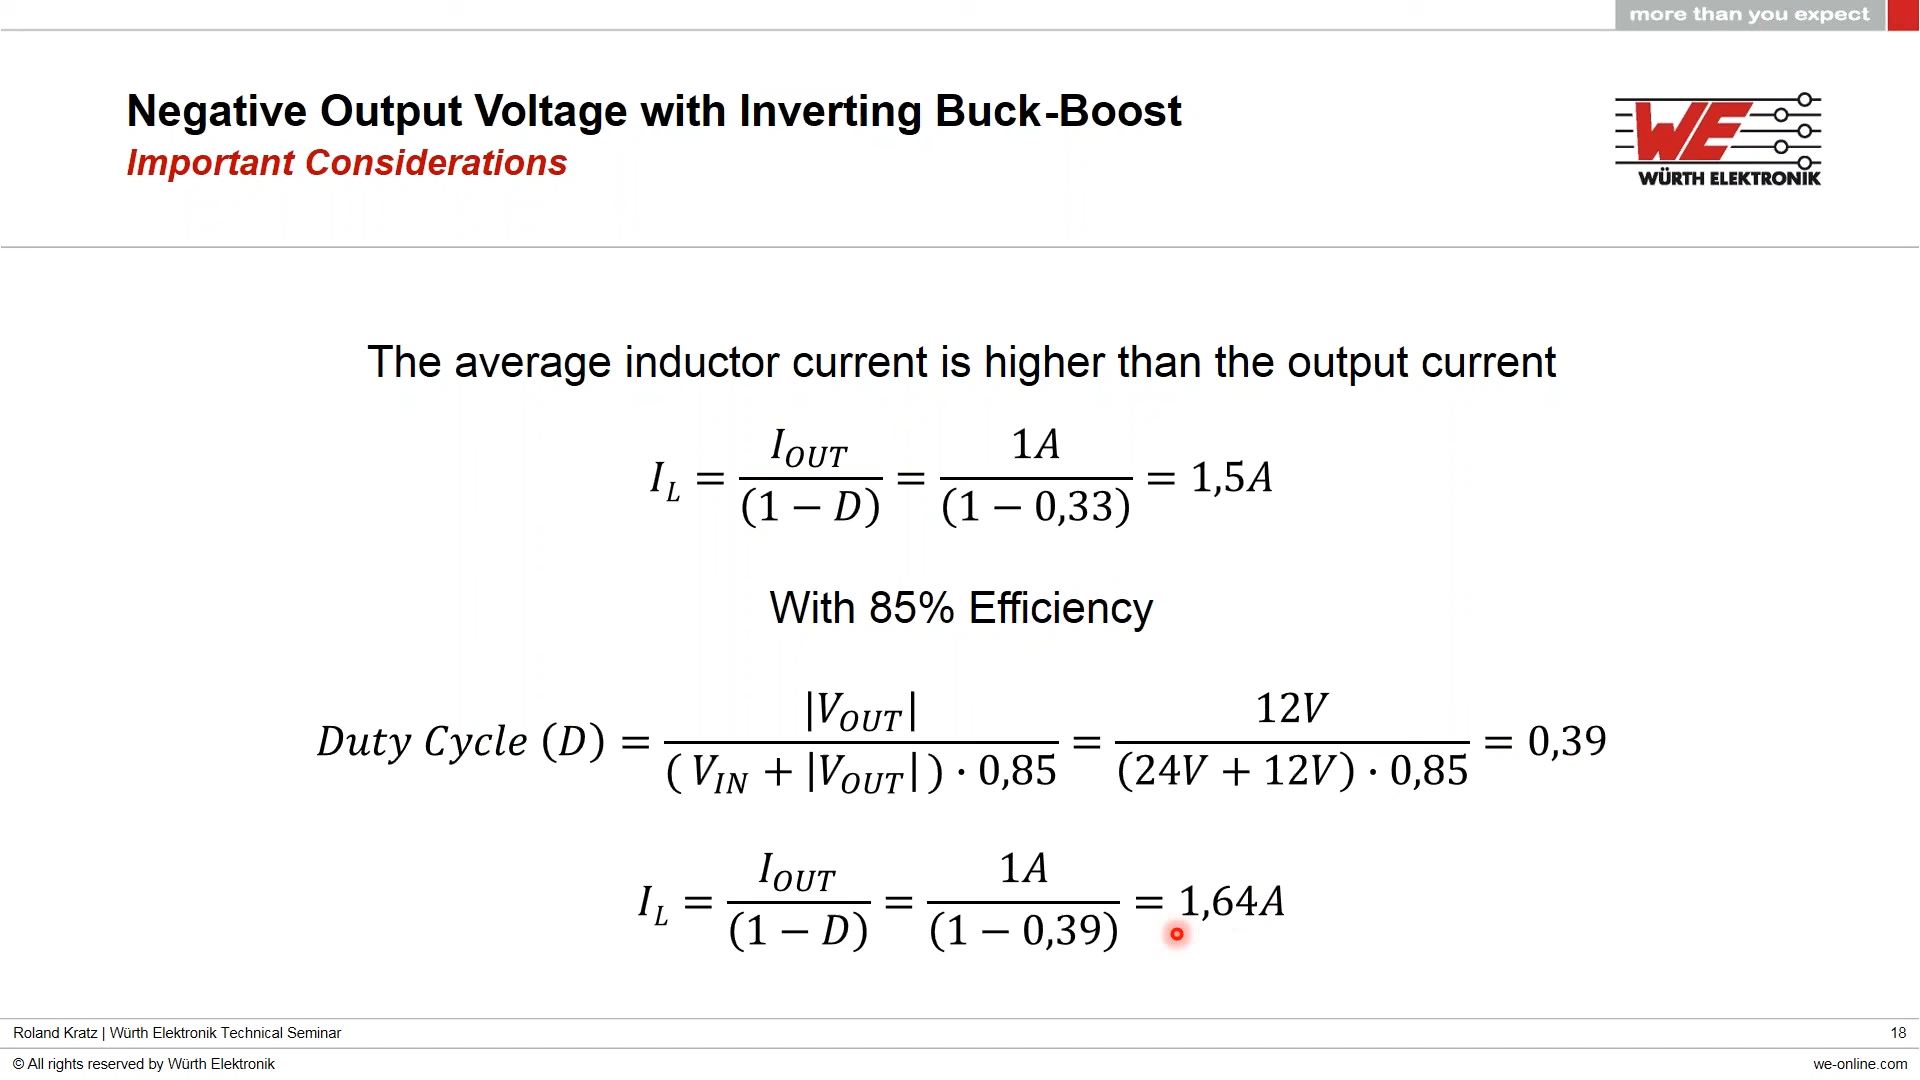 more than you expect
Negative Output Voltage with Inverting Buck-Boost
Important Considerations
WE
WÜRTH ELEKTRONIK
The average inductor current is higher than the output current
I_L = I_OUT / (1 − D) = 1A / (1 − 0,33) = 1,5A
With 85% Efficiency
Duty Cycle (D) = |V_OUT| / ( V_IN + |V_OUT| ) · 0,85 = 12V / (24V + 12V) · 0,85 = 0,39
I_L = I_OUT / (1 − D) = 1A / (1 − 0,39) = 1,64A
Roland Kratz | Würth Elektronik Technical Seminar
18
© All rights reserved by Würth Elektronik
we-online.com